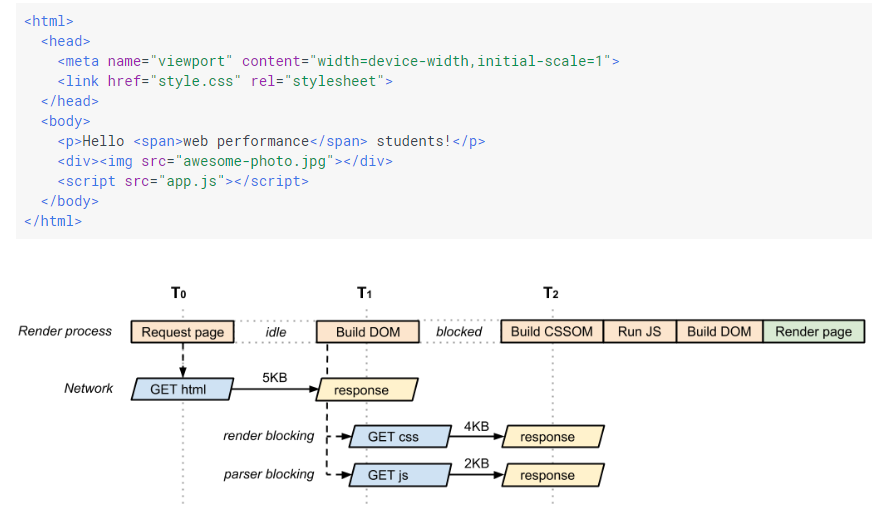 <html>
<head>
<meta name="viewport" content="width=device-width,initial-scale=1">
<link href="style.css" rel="stylesheet">
</head>
<body>
<p>Hello <span>web performance</span> students!</p>
<div><img src="awesome-photo.jpg"></div>
<script src="app.js"></script>
</body>
</html>
T0 T1 T2
Render process Request page idle Build DOM blocked Build CSSOM Run JS Build DOM Render page
Network GET html 5KB response
render blocking GET css 4KB response
parser blocking GET js 2KB response